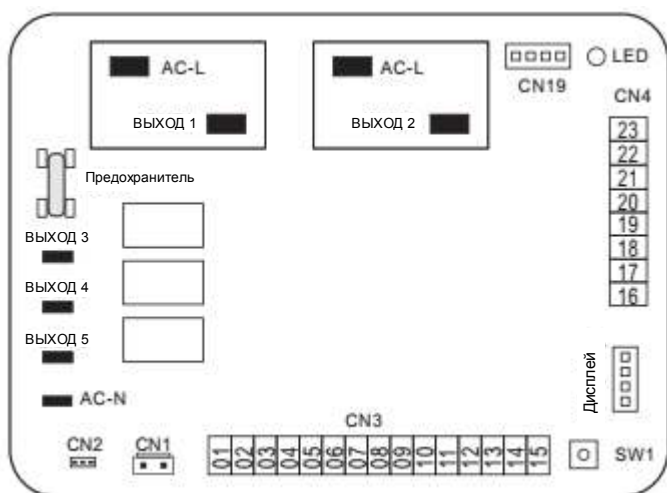 AC-L
AC-L
LED
CN19
CN4
ВЫХОД 1
ВЫХОД 2
23
22
21
20
19
18
17
16
Предохранитель
ВЫХОД 3
ВЫХОД 4
ВЫХОД 5
AC-N
Дисплей
CN3
CN2
CN1
01 02 03 04 05 06 07 08 09 10 11 12 13 14 15
SW1